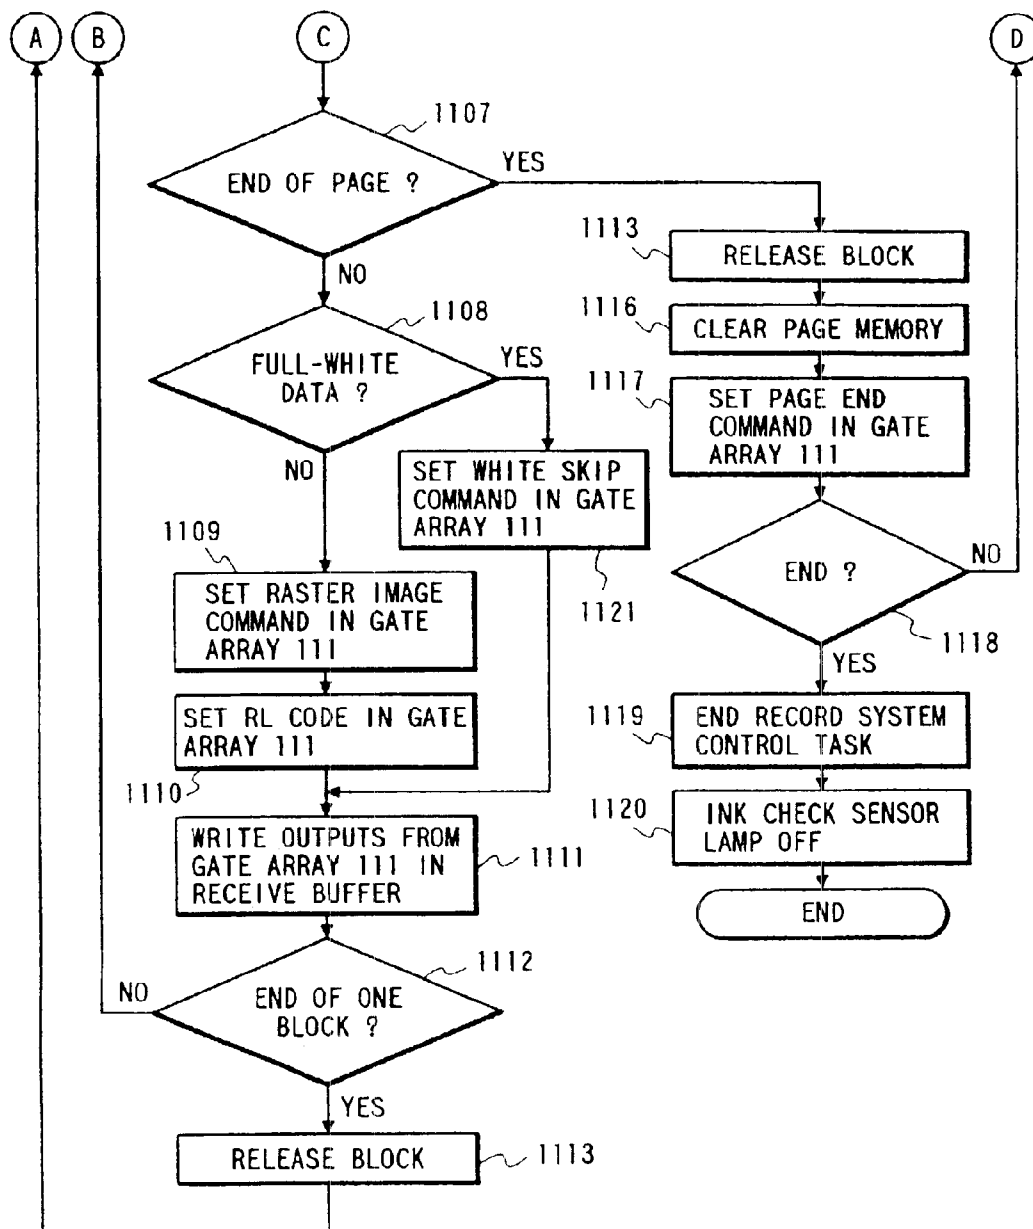 A
B
C
D
1107
END OF PAGE ?
YES
NO
1113
RELEASE BLOCK
1108
FULL-WHITE
DATA ?
YES
NO
1116
CLEAR PAGE MEMORY
1117
SET PAGE END
COMMAND IN GATE
ARRAY 111
SET WHITE SKIP
COMMAND IN GATE
ARRAY 111
1121
1109
SET RASTER IMAGE
COMMAND IN GATE
ARRAY 111
END ?
NO
1118
YES
SET RL CODE IN GATE
ARRAY 111
1110
1119
END RECORD SYSTEM
CONTROL TASK
1120
INK CHECK SENSOR
LAMP OFF
WRITE OUTPUTS FROM
GATE ARRAY 111 IN
RECEIVE BUFFER
1111
END
1112
END OF ONE
BLOCK ?
NO
YES
RELEASE BLOCK
1113